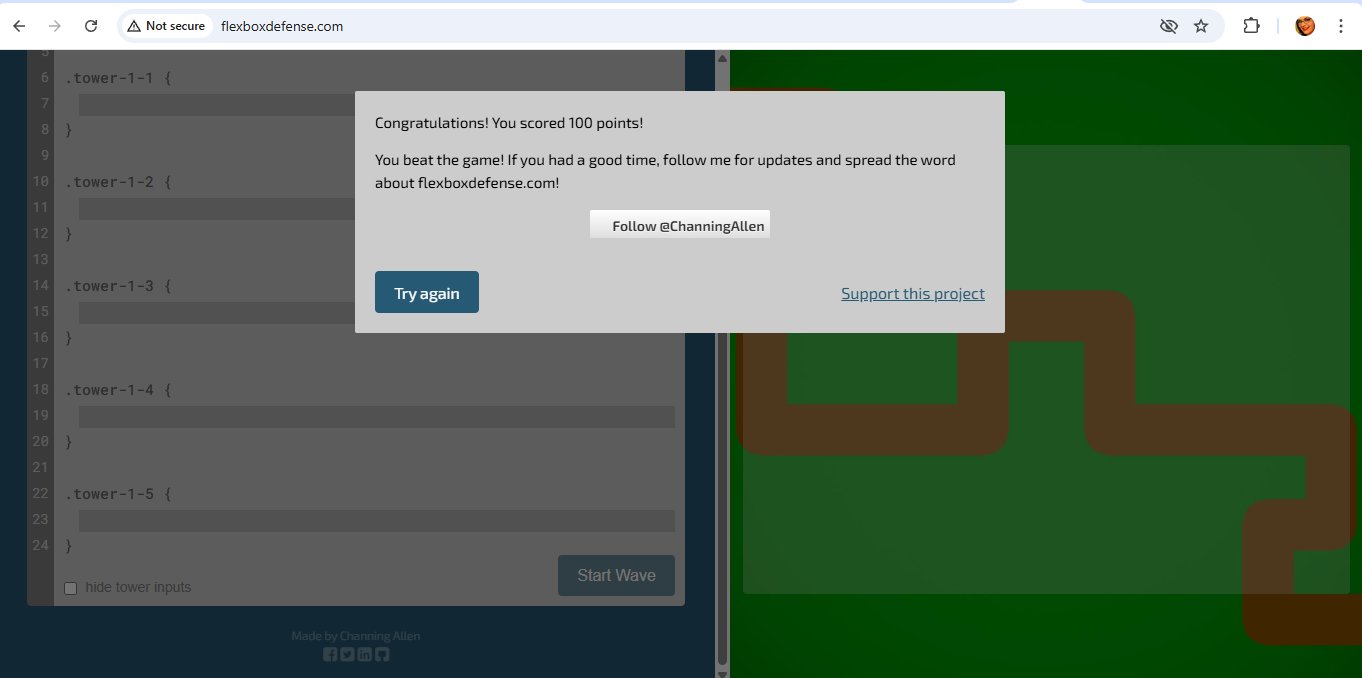 Not secure
flexboxdefense.com
5
6 .tower-1-1 {
7
8 }
9
10 .tower-1-2 {
11
12 }
13
14 .tower-1-3 {
15
16 }
17
18 .tower-1-4 {
19
20 }
21
22 .tower-1-5 {
23
24 }
hide tower inputs
Start Wave
Made by Channing Allen
Congratulations! You scored 100 points!
You beat the game! If you had a good time, follow me for updates and spread the word
about flexboxdefense.com!
Follow @ChanningAllen
Try again
Support this project